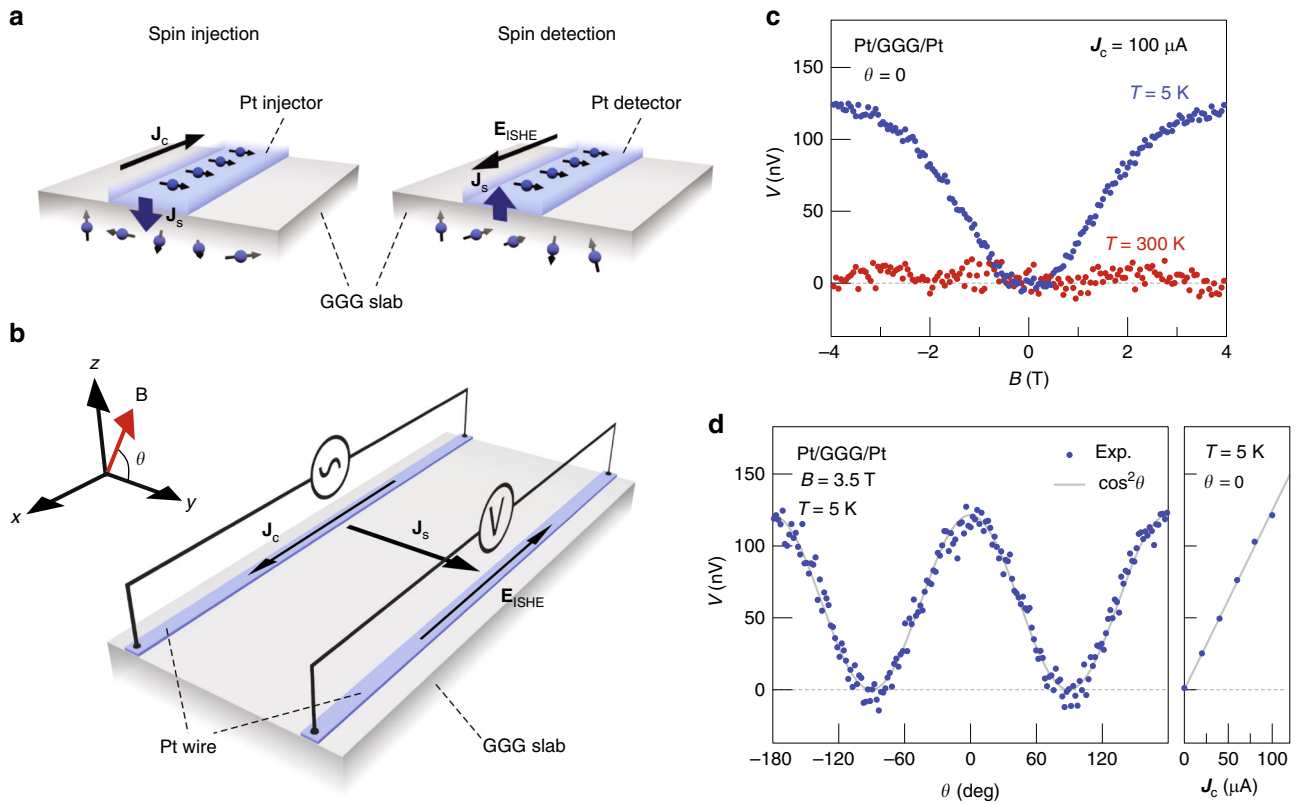 a
Spin injection
Spin detection
Pt injector
Pt detector
J_c
E_ISHE
J_s
J_s
GGG slab
b
z
B
θ
x
y
J_c
J_s
V
E_ISHE
Pt wire
GGG slab
c
Pt/GGG/Pt
J_c = 100 μA
θ = 0
T = 5 K
T = 300 K
150
100
50
0
V (nV)
−4
−2
0
2
4
B (T)
d
Pt/GGG/Pt
B = 3.5 T
T = 5 K
Exp.
cos²θ
150
100
50
0
V (nV)
−180
−120
−60
0
60
120
θ (deg)
T = 5 K
θ = 0
0
50
100
J_c (μA)